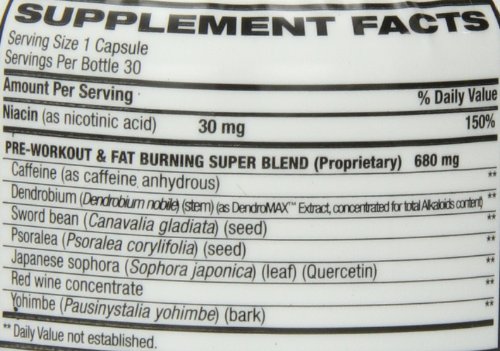 SUPPLEMENT FACTS
Serving Size 1 Capsule
Servings Per Bottle 30
Amount Per Serving % Daily Value
Niacin (as nicotinic acid) 30 mg 150%
PRE-WORKOUT & FAT BURNING SUPER BLEND (Proprietary) 680 mg
Caffeine (as caffeine anhydrous) **
Dendrobium (Dendrobium nobile) (stem) (as DendroMAX™ Extract, concentrated for total Alkaloids content) **
Sword bean (Canavalia gladiata) (seed) **
Psoralea (Psoralea corylifolia) (seed) **
Japanese sophora (Sophora japonica) (leaf) (Quercetin) **
Red wine concentrate **
Yohimbe (Pausinystalia yohimbe) (bark) **
** Daily Value not established.